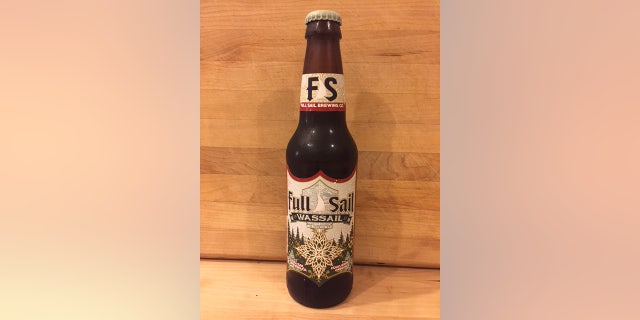 FS
FULL SAIL BREWING CO
Full Sail
WASSAIL